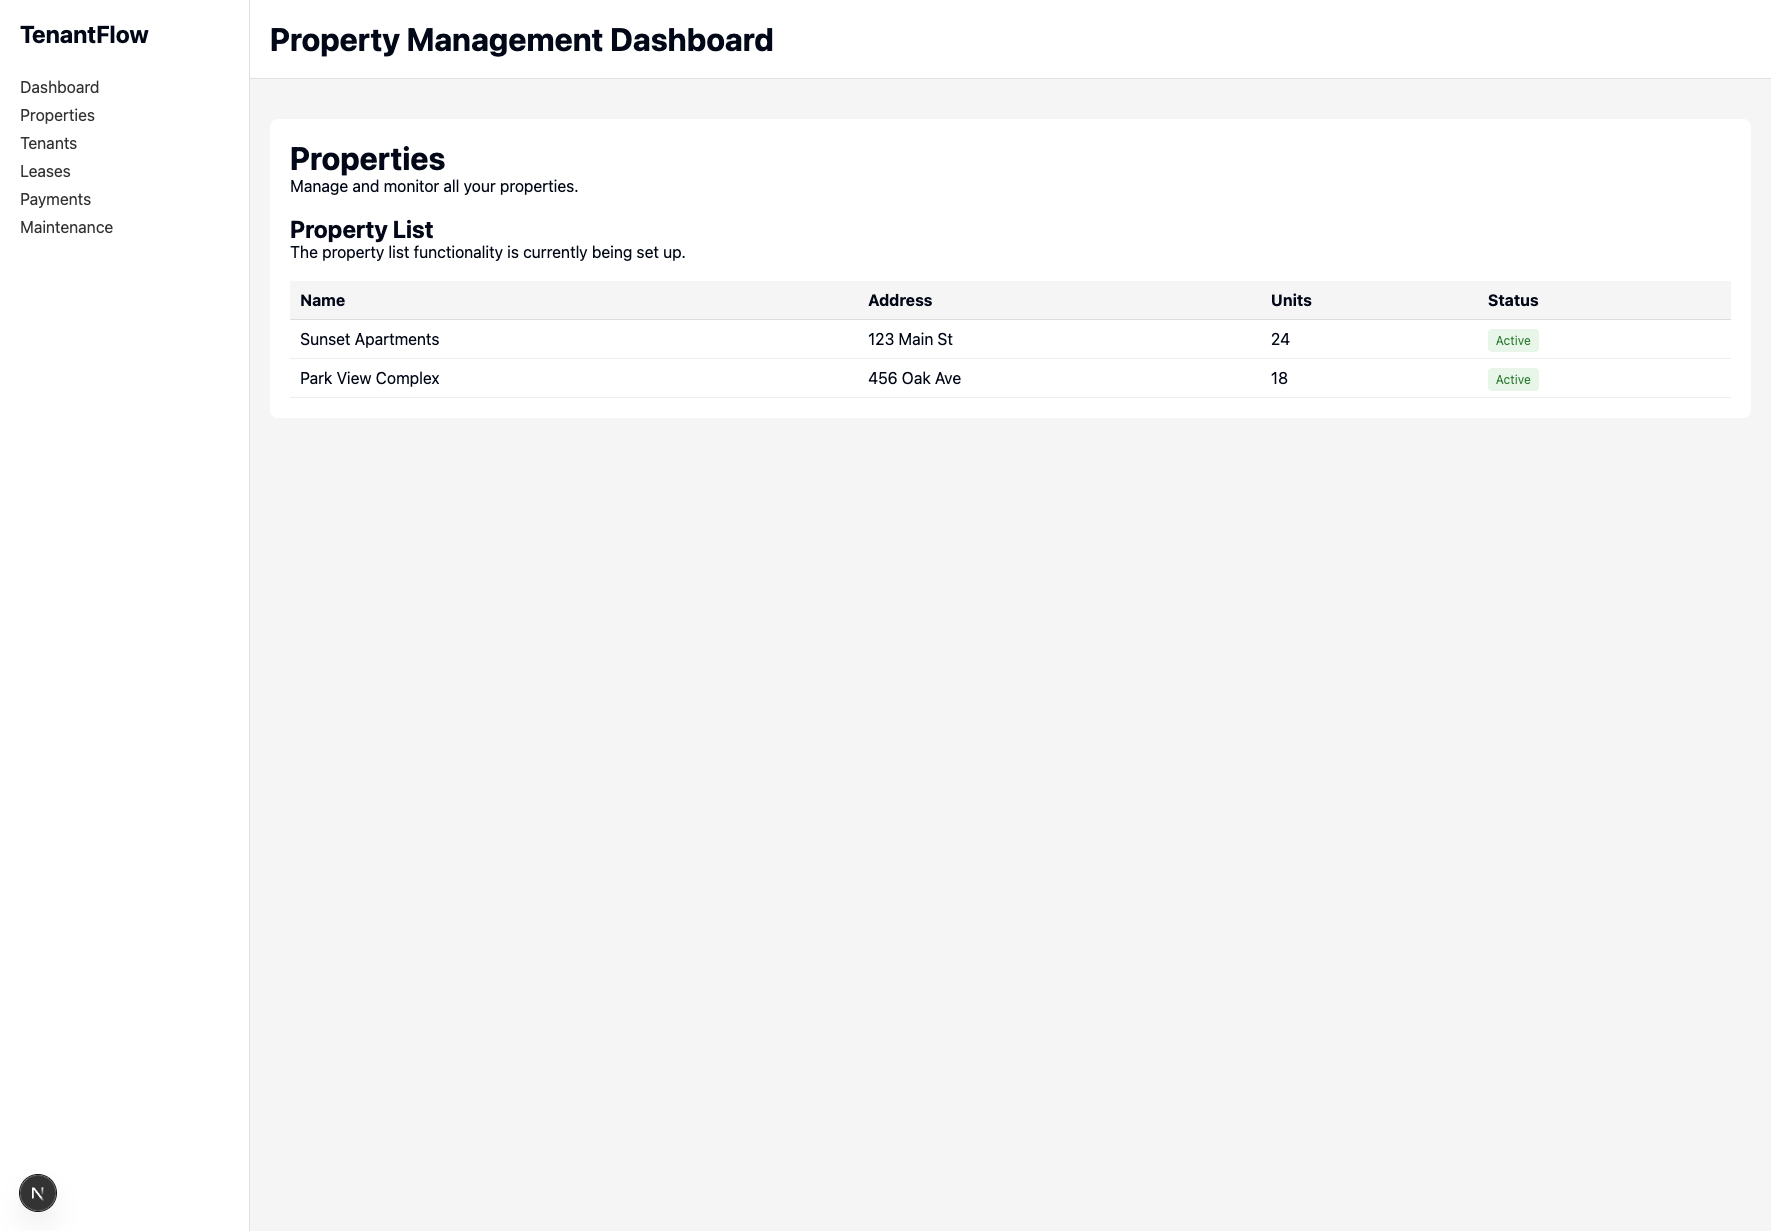 TenantFlow
Dashboard
Properties
Tenants
Leases
Payments
Maintenance
Property Management Dashboard
Properties
Manage and monitor all your properties.
Property List
The property list functionality is currently being set up.
Name Address Units Status
Sunset Apartments 123 Main St 24 Active
Park View Complex 456 Oak Ave 18 Active
N